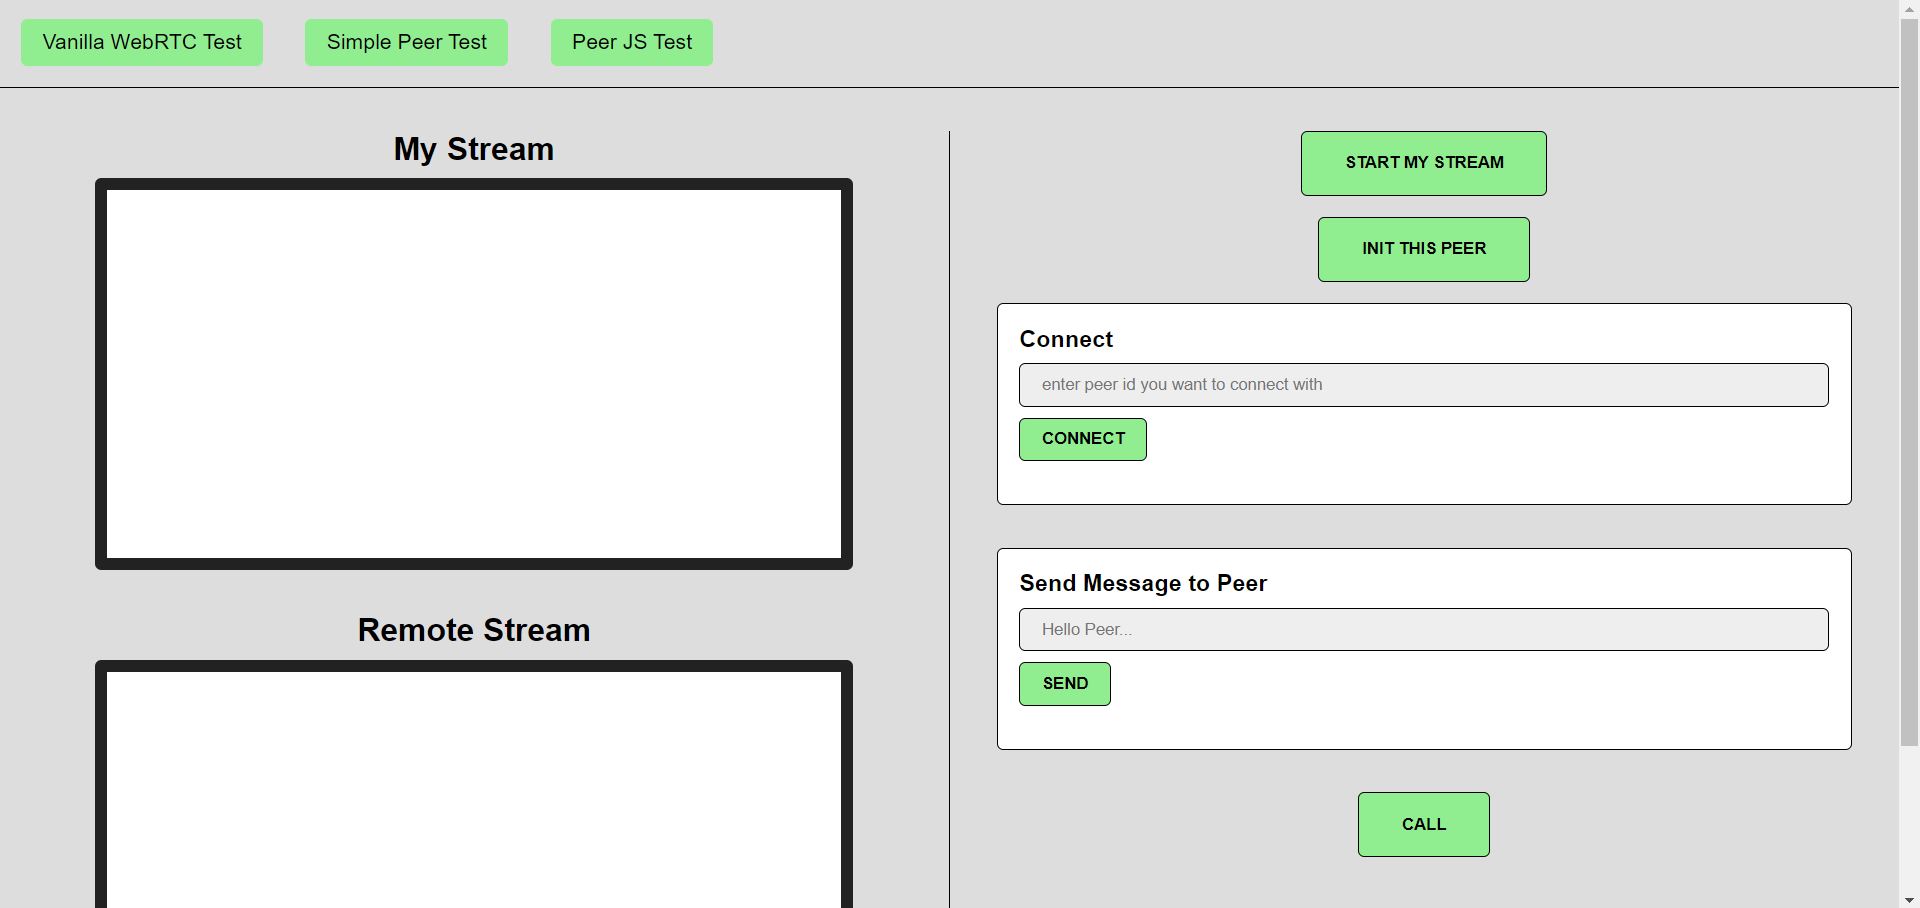 Vanilla WebRTC Test
Simple Peer Test
Peer JS Test
My Stream
Remote Stream
START MY STREAM
INIT THIS PEER
Connect
enter peer id you want to connect with
CONNECT
Send Message to Peer
Hello Peer...
SEND
CALL